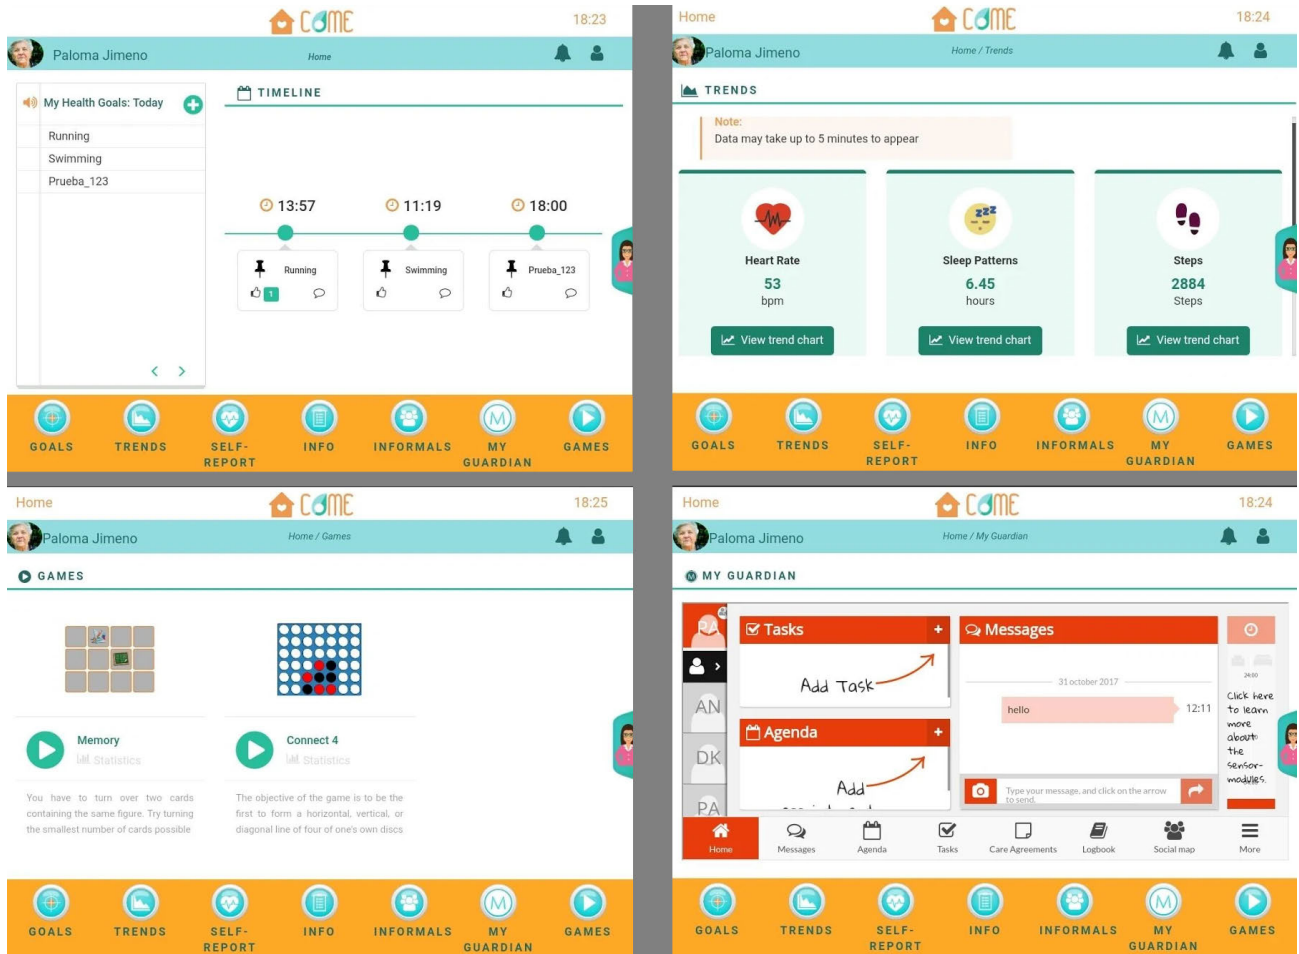 COME
18:23
Paloma Jimeno
Home
My Health Goals: Today
Running
Swimming
Prueba_123
TIMELINE
13:57
11:19
18:00
Running
Swimming
Prueba_123
1
GOALS
TRENDS
SELF-
REPORT
INFO
INFORMALS
MY
GUARDIAN
GAMES
Home
COME
18:24
Paloma Jimeno
Home / Trends
TRENDS
Note:
Data may take up to 5 minutes to appear
Heart Rate
53
bpm
View trend chart
Sleep Patterns
6.45
hours
View trend chart
Steps
2884
Steps
View trend chart
GOALS
TRENDS
SELF-
REPORT
INFO
INFORMALS
MY
GUARDIAN
GAMES
Home
COME
18:25
Paloma Jimeno
Home / Games
GAMES
Memory
Statistics
You have to turn over two cards
containing the same figure. Try turning
the smallest number of cards possible
Connect 4
Statistics
The objective of the game is to be the
first to form a horizontal, vertical, or
diagonal line of four of one's own discs
GOALS
TRENDS
SELF-
REPORT
INFO
INFORMALS
MY
GUARDIAN
GAMES
Home
COME
18:24
Paloma Jimeno
Home / My Guardian
MY GUARDIAN
PA
AN
DK
PA
Tasks
+
Add Task
Agenda
+
Add
Messages
31 october 2017
hello
12:11
Type your message, and click on the arrow
to send.
24:00
Click here
to learn
more
about
the
sensor-
modules.
Home
Messages
Agenda
Tasks
Care Agreements
Logbook
Social map
More
GOALS
TRENDS
SELF-
REPORT
INFO
INFORMALS
MY
GUARDIAN
GAMES